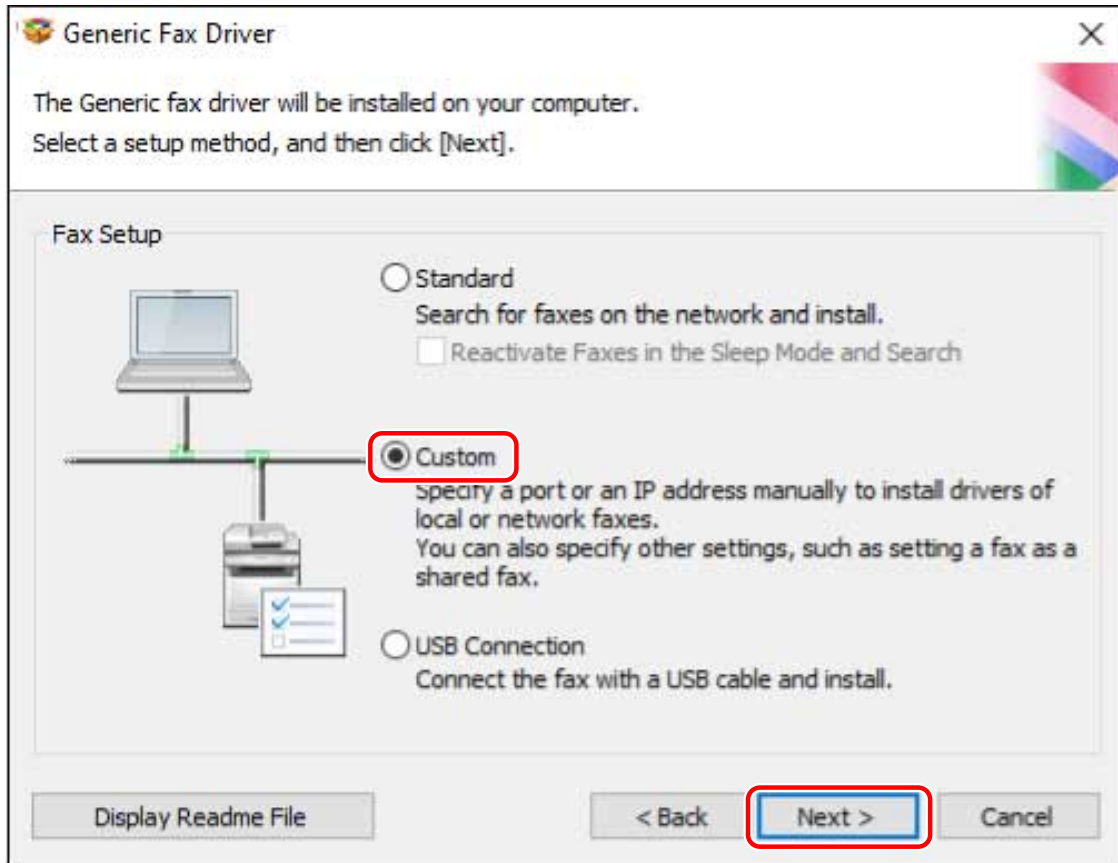 Generic Fax Driver
The Generic fax driver will be installed on your computer.
Select a setup method, and then click [Next].
Fax Setup
Standard
Search for faxes on the network and install.
Reactivate Faxes in the Sleep Mode and Search
Custom
Specify a port or an IP address manually to install drivers of
local or network faxes.
You can also specify other settings, such as setting a fax as a
shared fax.
USB Connection
Connect the fax with a USB cable and install.
Display Readme File
< Back
Next >
Cancel